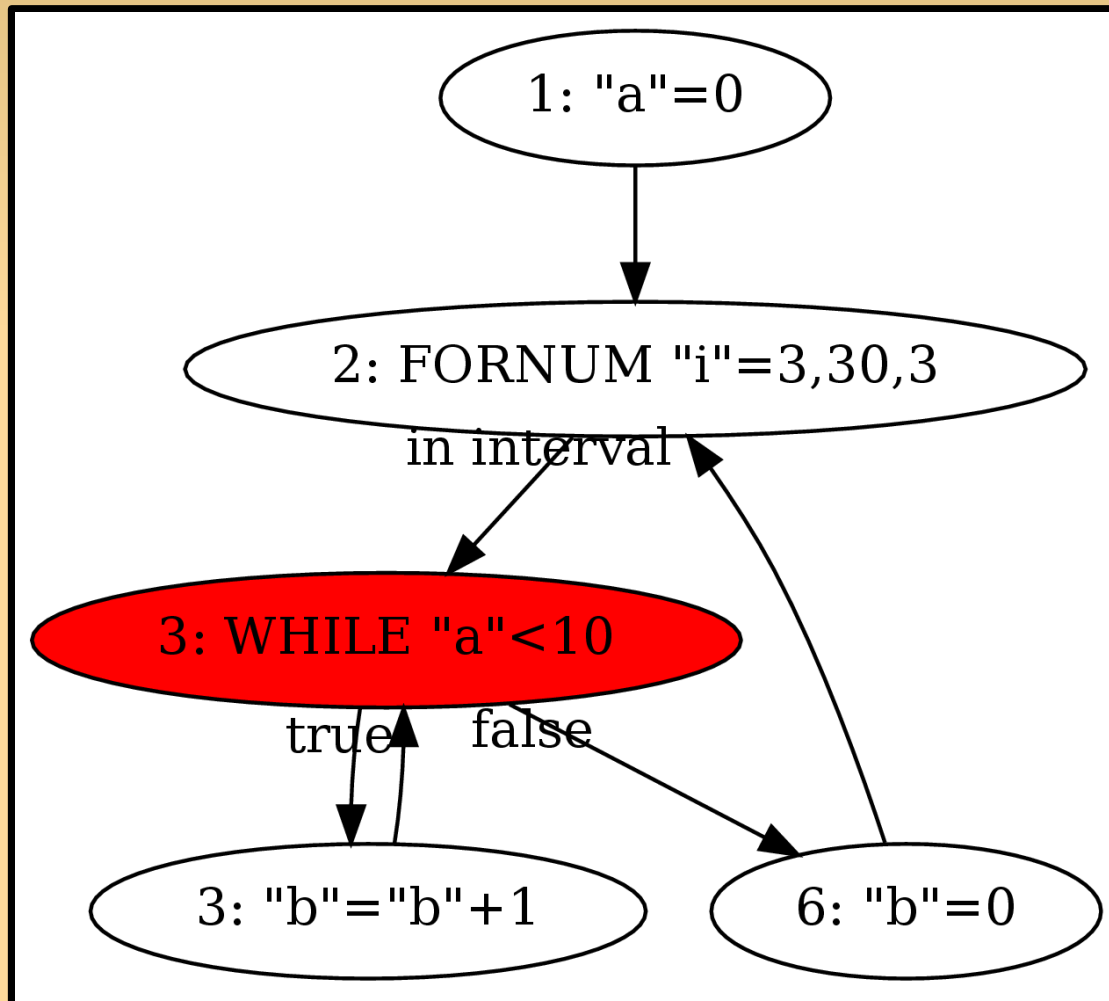 1: "a"=0
2: FORNUM "i"=3,30,3
in interval
3: WHILE "a"<10
true
false
3: "b"="b"+1
6: "b"=0